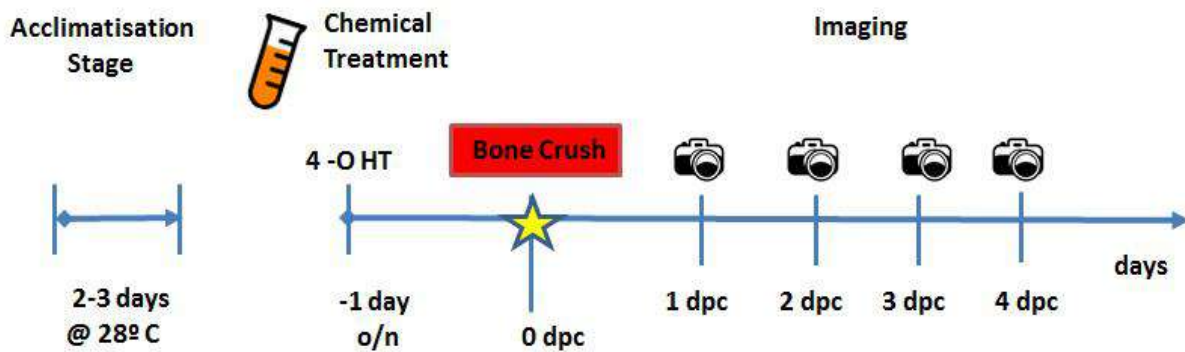 Acclimatisation
Stage
Chemical
Treatment
Imaging
4 -O HT
Bone Crush
2-3 days
@ 28º C
-1 day
o/n
0 dpc
1 dpc
2 dpc
3 dpc
4 dpc
days